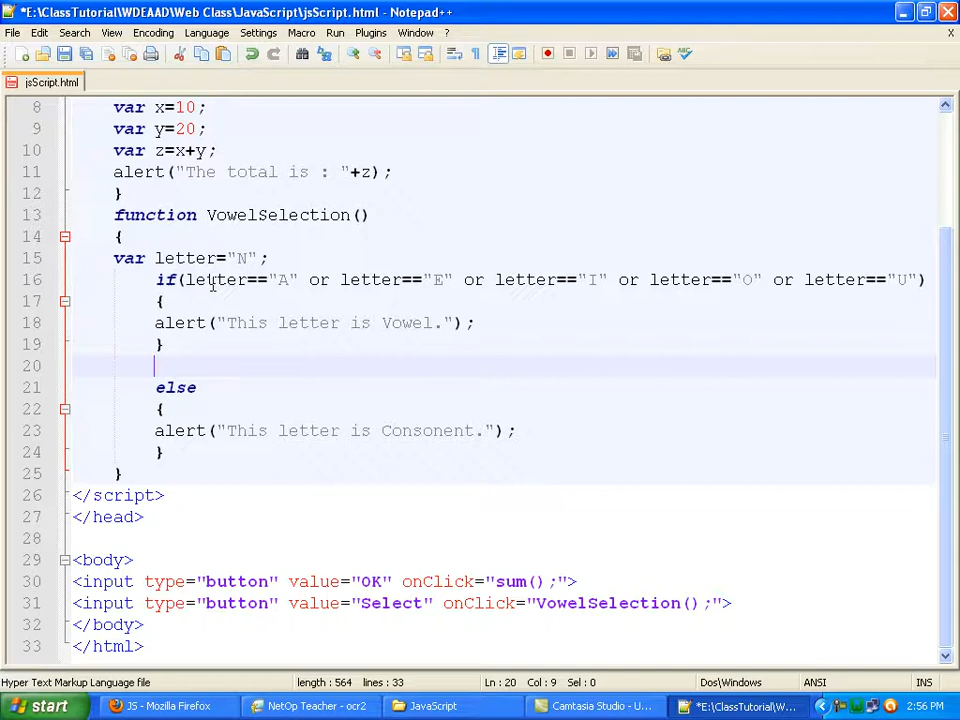 *E:\ClassTutorial\WDEAAD\Web Class\JavaScript\jsScript.html - Notepad++
File Edit Search View Encoding Language Settings Macro Run Plugins Window ? X
jsScript.html
8 var x=10;
9 var y=20;
10 var z=x+y;
11 alert("The total is : "+z);
12 }
13 function VowelSelection()
14 {
15 var letter="N";
16 if(letter=="A" or letter=="E" or letter=="I" or letter=="O" or letter=="U")
17 {
18 alert("This letter is Vowel.");
19 }
20
21 else
22 {
23 alert("This letter is Consonent.");
24 }
25 }
26 </script>
27 </head>
28
29 <body>
30 <input type="button" value="OK" onClick="sum();">
31 <input type="button" value="Select" onClick="VowelSelection();">
32 </body>
33 </html>
Hyper Text Markup Language file length : 564 lines : 33 Ln : 20 Col : 9 Sel : 0 Dos\Windows ANSI INS
start JS - Mozilla Firefox NetOp Teacher - ocr2 JavaScript Camtasia Studio - U... *E:\ClassTutorial\W... 2:56 PM